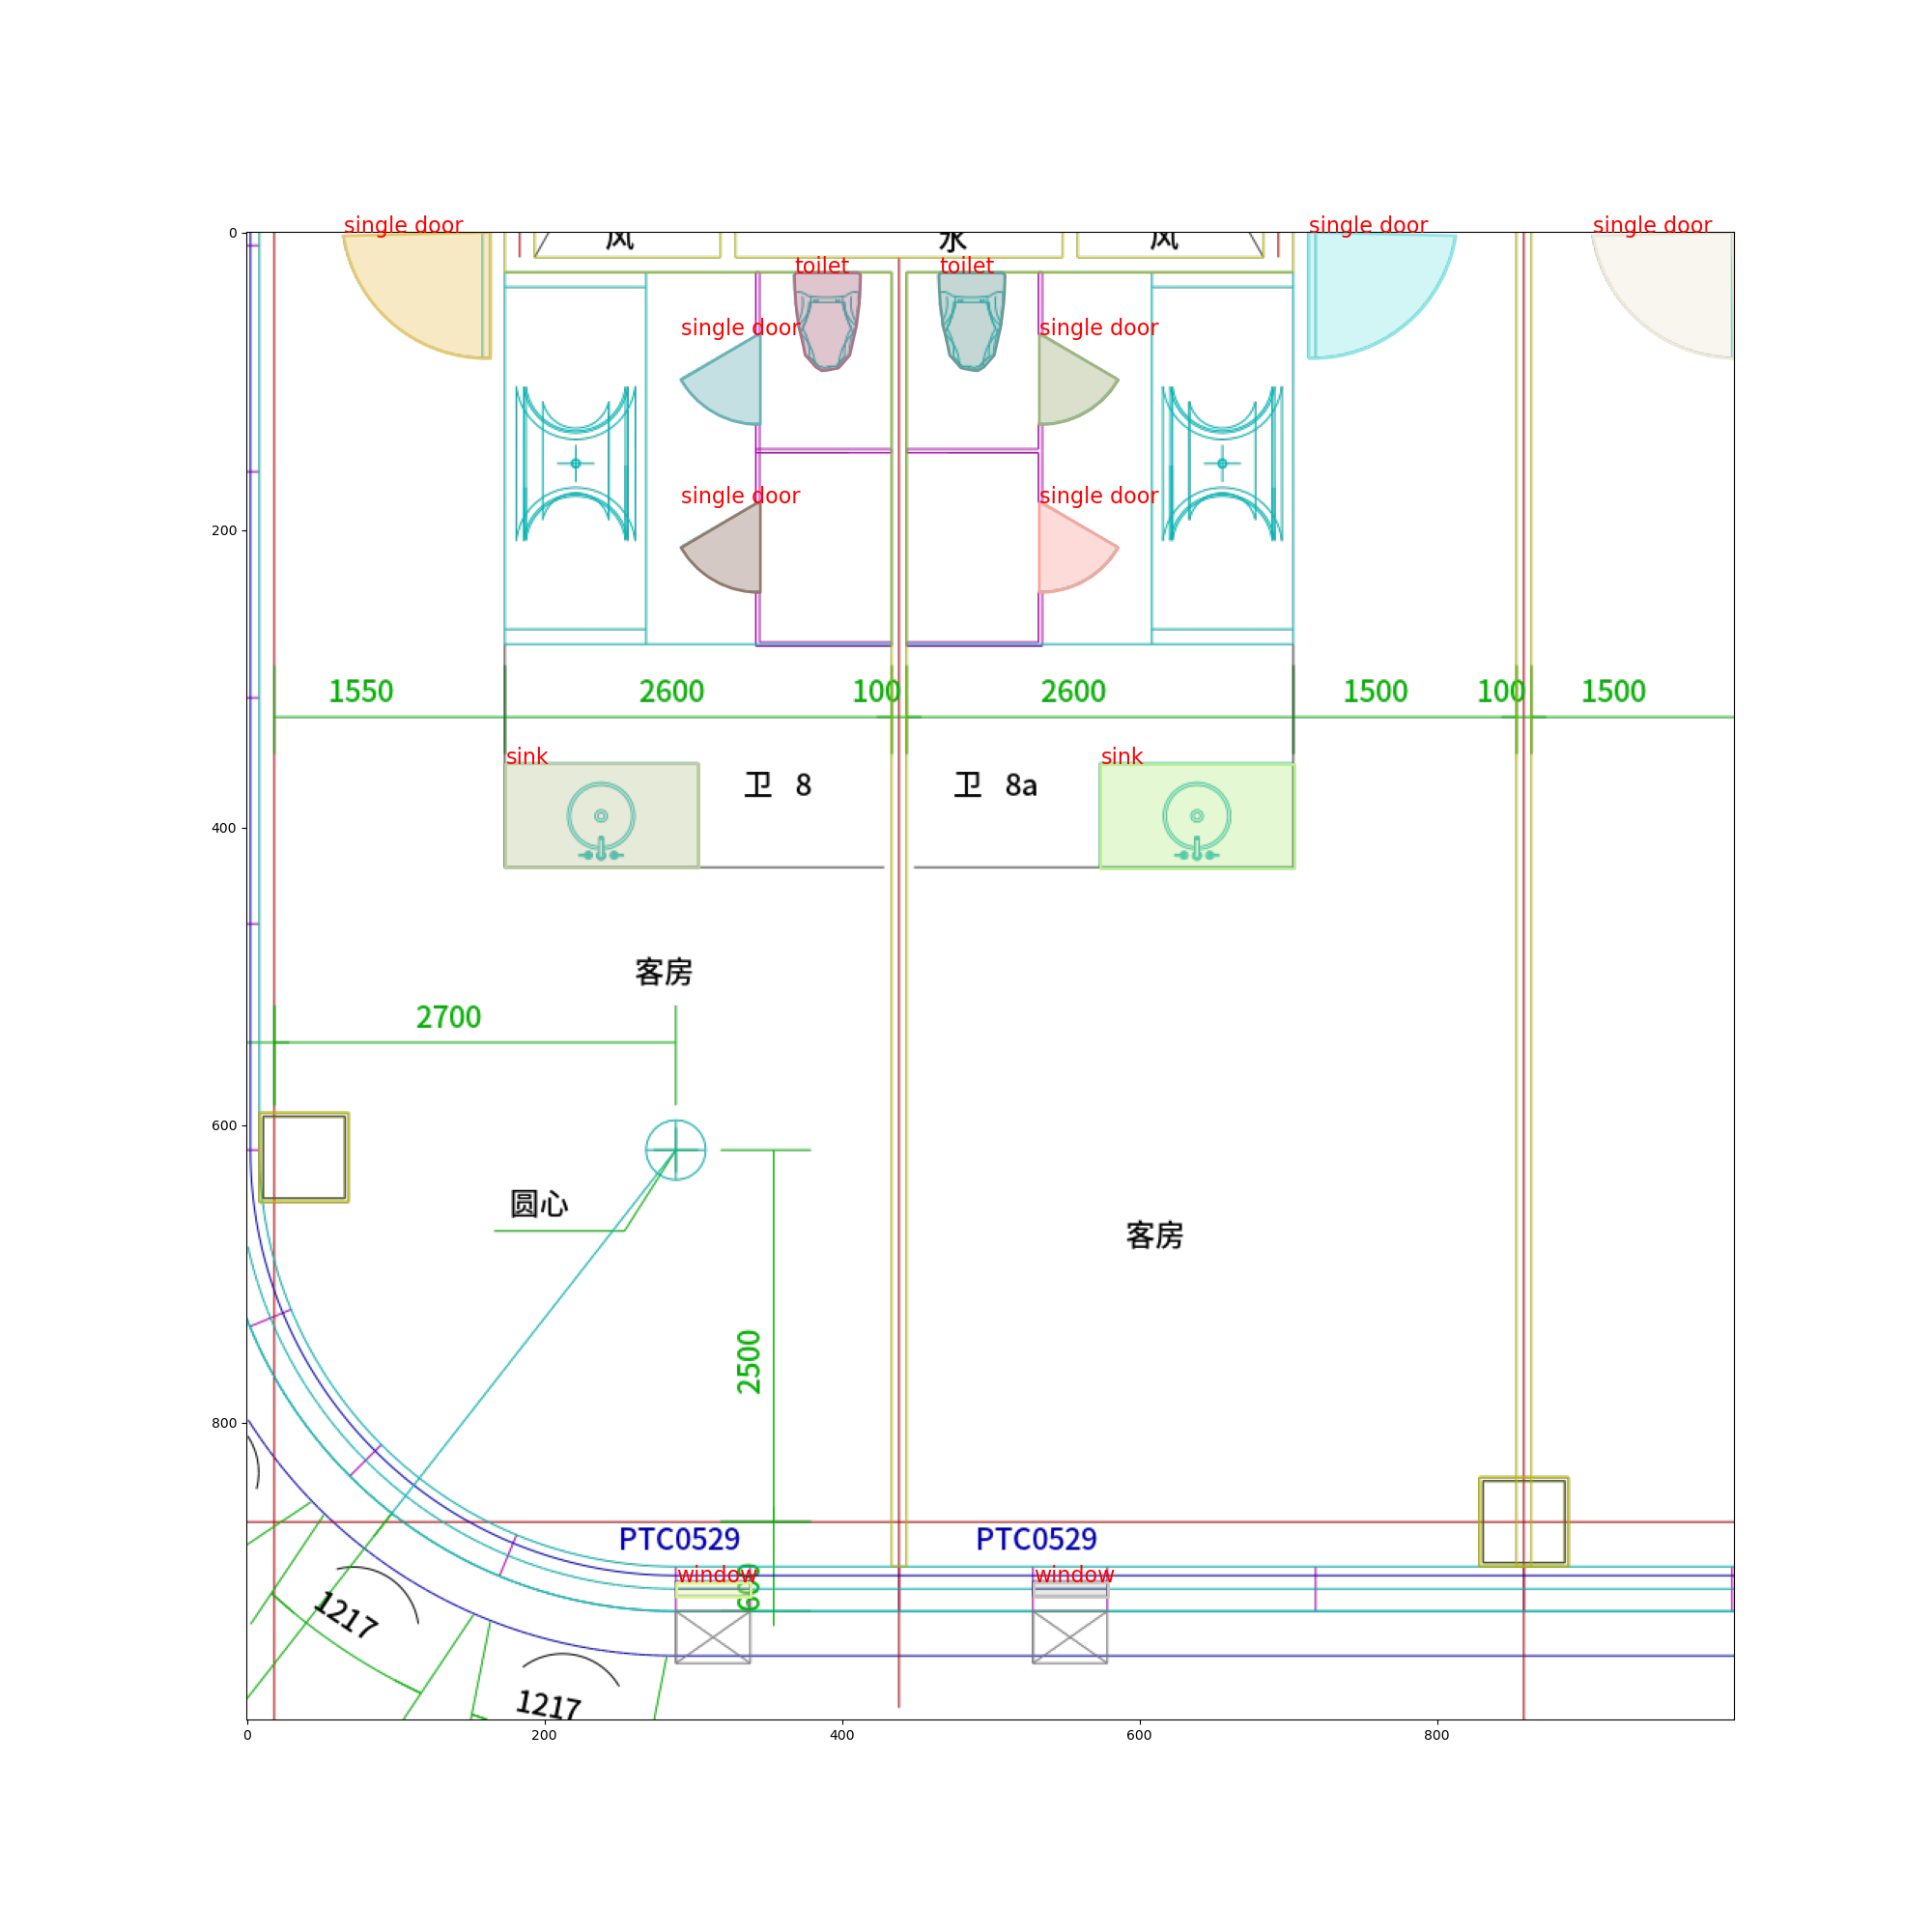 single door
single door
single door
0
风
水
风
toilet
toilet
single door
single door
single door
single door
200
1550
2600
100
2600
1500
100
1500
sink
sink
卫 8
卫 8a
400
客房
2700
600
圆心
客房
2500
800
PTC0529
PTC0529
window
window
600
1217
1217
0
200
400
600
800